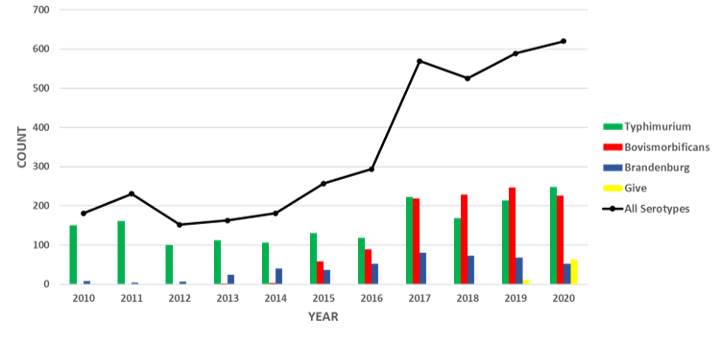 700
600
500
400
300
200
100
0
COUNT
2010 2011 2012 2013 2014 2015 2016 2017 2018 2019 2020
YEAR
Typhimurium
Bovismorbificans
Brandenburg
Give
All Serotypes